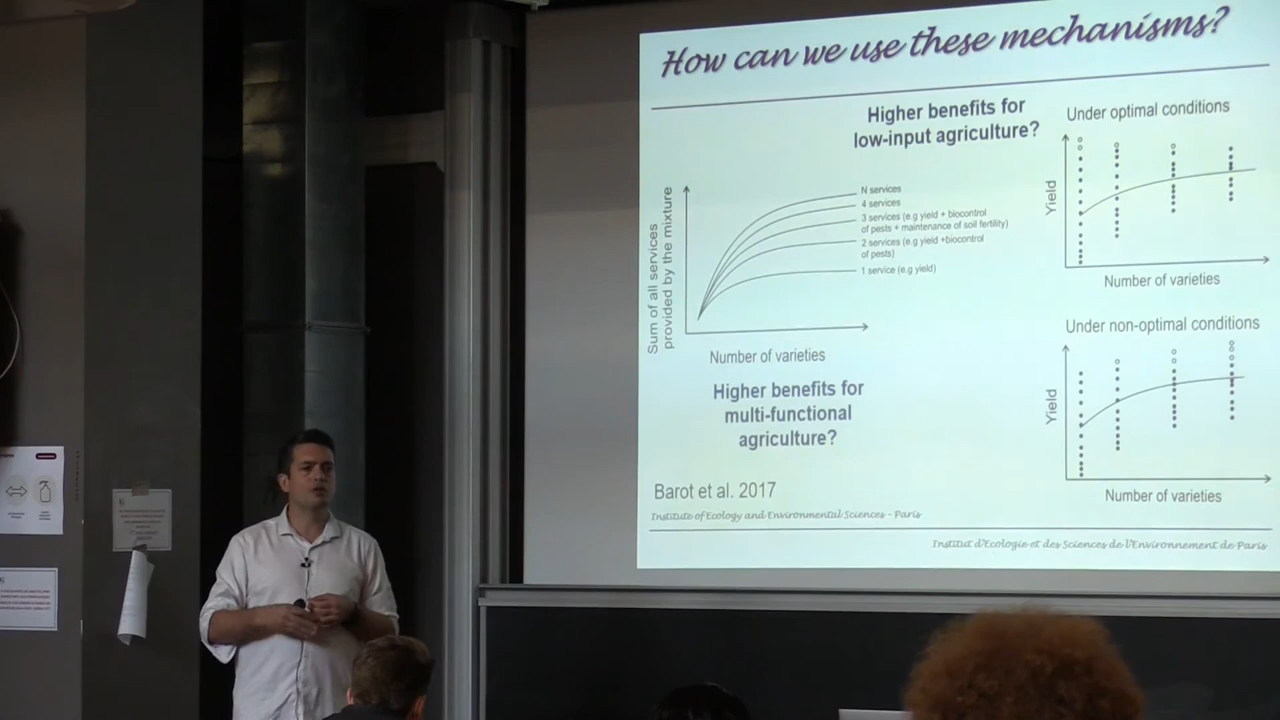 How can we use these mechanisms?
Higher benefits for
low-input agriculture?
Sum of all services
provided by the mixture
N services
4 services
3 services (e.g yield + biocontrol
of pests + maintenance of soil fertility)
2 services (e.g yield +biocontrol
of pests)
1 service (e.g yield)
Number of varieties
Higher benefits for
multi-functional
agriculture?
Under optimal conditions
Yield
Number of varieties
Under non-optimal conditions
Yield
Number of varieties
Barot et al. 2017
Institute of Ecology and Environmental Sciences - Paris
Institut d'Ecologie et des Sciences de l'Environnement de Paris